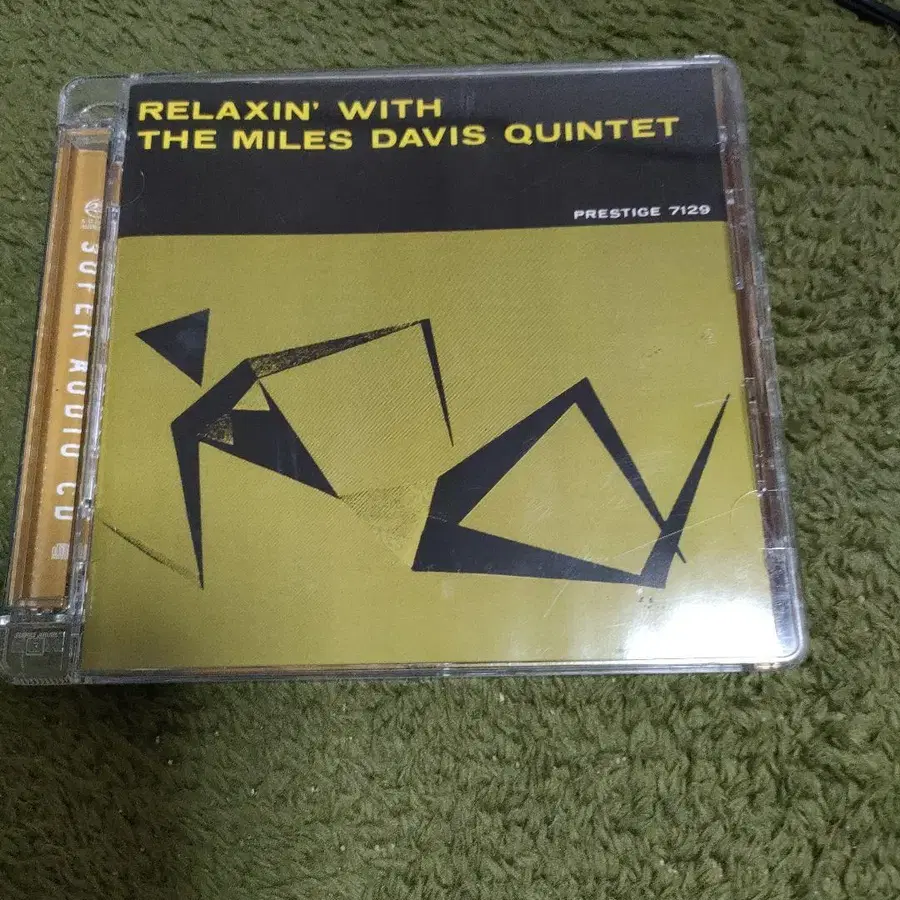 RELAXIN' WITH
THE MILES DAVIS QUINTET
PRESTIGE 7129
SUPER AUDIO CD